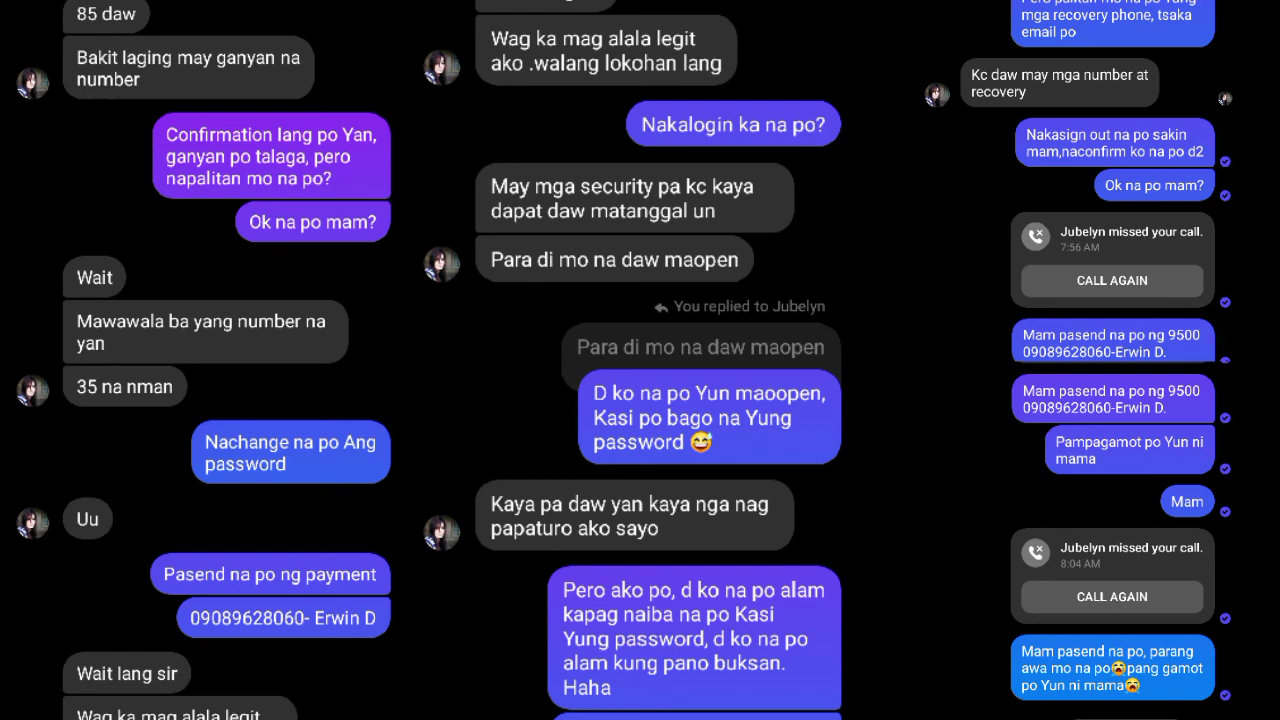 85 daw
Bakit laging may ganyan na
number
Confirmation lang po Yan,
ganyan po talaga, pero
napalitan mo na po?
Ok na po mam?
Wait
Mawawala ba yang number na
yan
35 na nman
Nachange na po Ang
password
Uu
Pasend na po ng payment
09089628060- Erwin D
Wait lang sir
Wag ka mag alala legit
Wag ka mag alala legit
ako .walang lokohan lang
Nakalogin ka na po?
May mga security pa kc kaya
dapat daw matanggal un
Para di mo na daw maopen
You replied to Jubelyn
Para di mo na daw maopen
D ko na po Yun maoopen,
Kasi po bago na Yung
password 😅
Kaya pa daw yan kaya nga nag
papaturo ako sayo
Pero ako po, d ko na po alam
kapag naiba na po Kasi
Yung password, d ko na po
alam kung pano buksan.
Haha
Pero palitan mo na po Yung
mga recovery phone, tsaka
email po
Kc daw may mga number at
recovery
Nakasign out na po sakin
mam,naconfirm ko na po d2
Ok na po mam?
Jubelyn missed your call.
7:56 AM
CALL AGAIN
Mam pasend na po ng 9500
09089628060-Erwin D.
Mam pasend na po ng 9500
09089628060-Erwin D.
Pampagamot po Yun ni
mama
Mam
Jubelyn missed your call.
8:04 AM
CALL AGAIN
Mam pasend na po, parang
awa mo na po😭pang gamot
po Yun ni mama😭